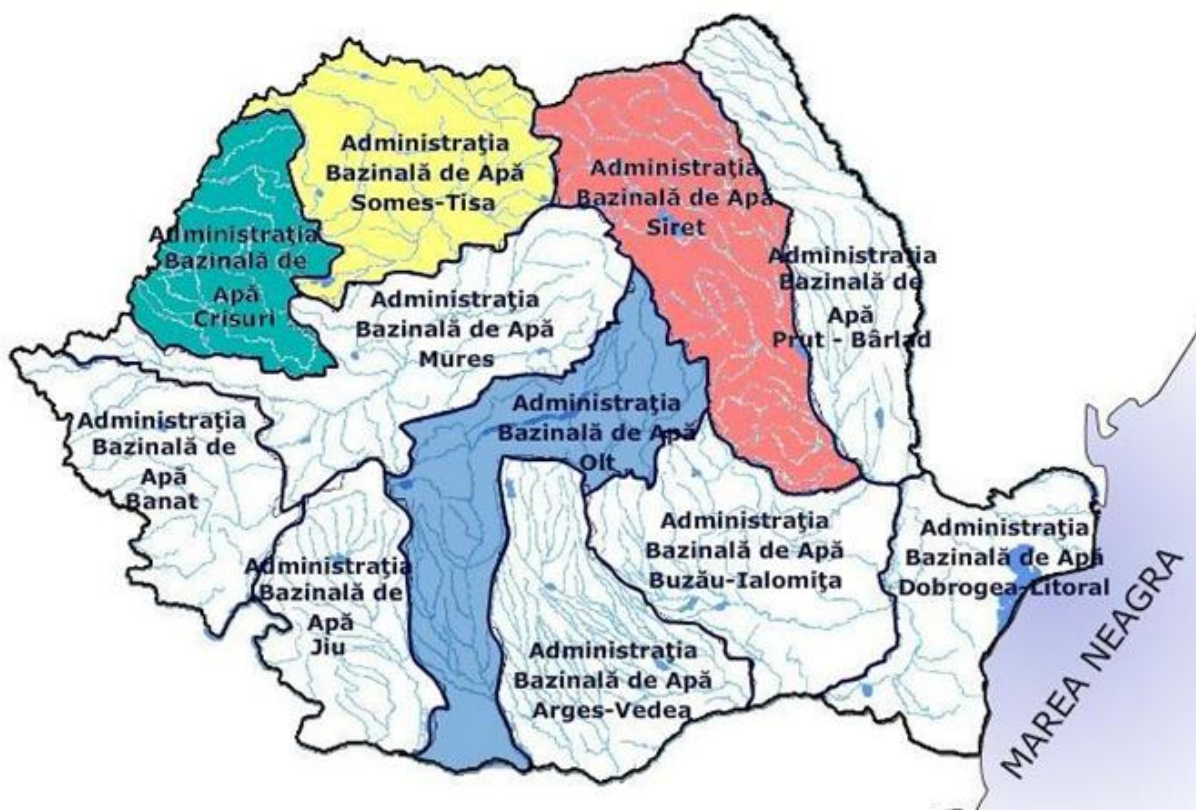 Administraţia
Bazinală de Apă
Somes-Tisa
Administraţia
Bazinală de Apă
Siret
Administraţia
Bazinală de
Apă
Crisuri
Administraţia
Bazinală de
Apă
Prut - Bârlad
Administraţia
Bazinală de Apă
Mures
Administraţia
Bazinală de Apă
Olt
Administraţia
Bazinală de
Apă
Banat
Administraţia
Bazinală de Apă
Buzău-Ialomiţa
Administraţia
Bazinală de Apă
Dobrogea-Litoral
Administraţia
Bazinală de
Apă
Jiu
Administraţia
Bazinală de Apă
Arges-Vedea
MAREA NEAGRA